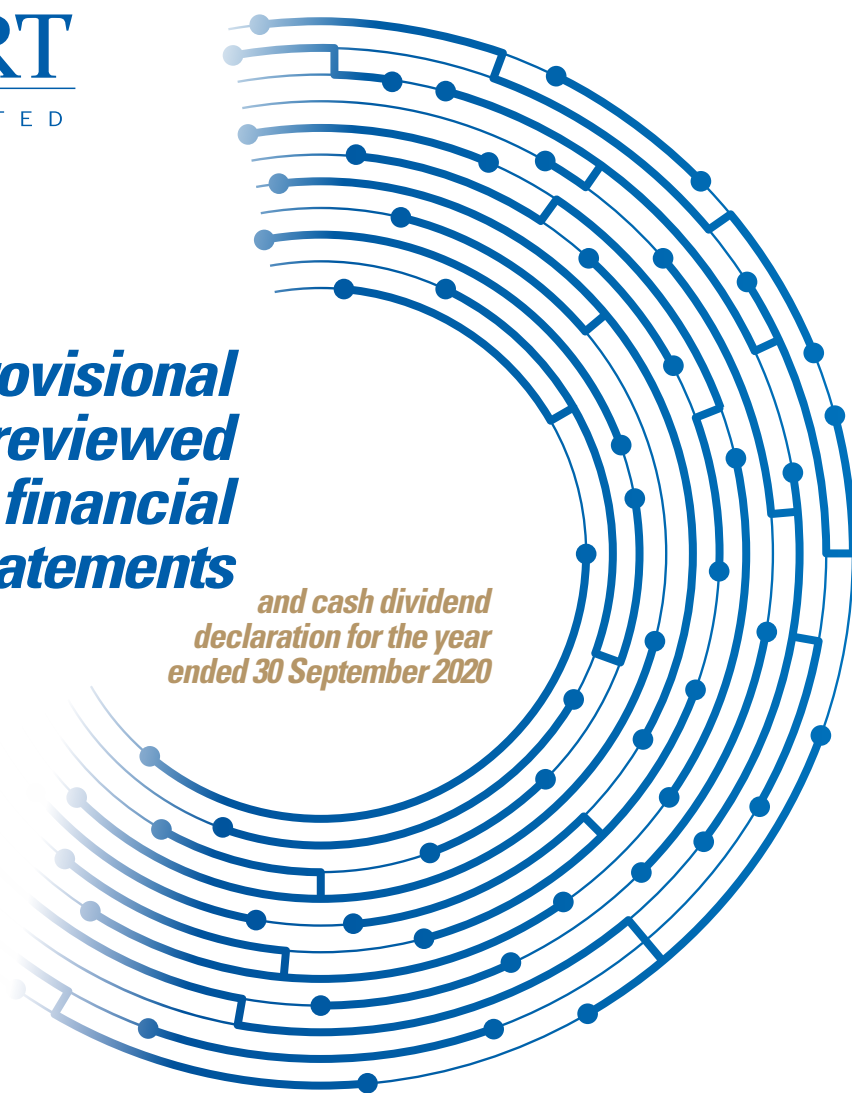 RT
T E D
ovisional
reviewed
financial
atements
and cash dividend
declaration for the year
ended 30 September 2020